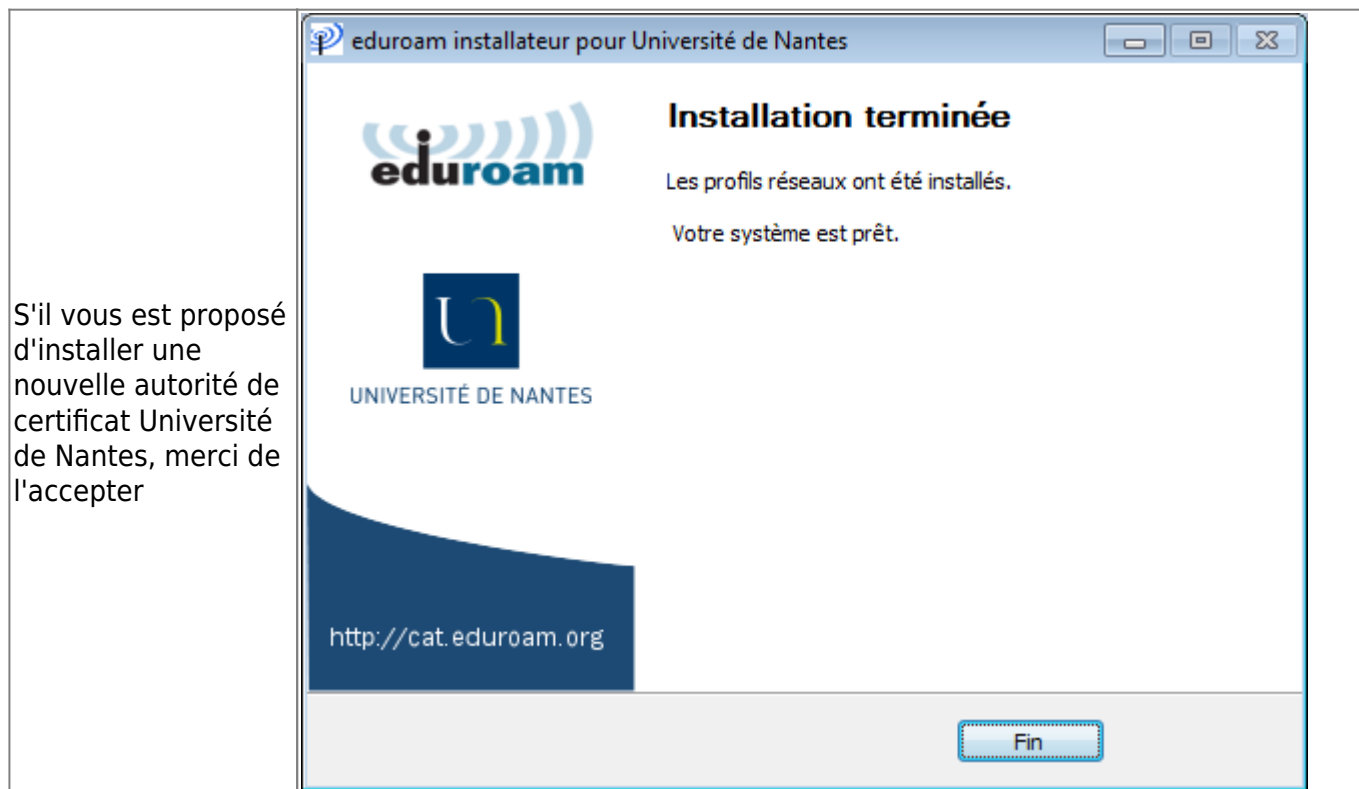 S'il vous est proposé
d'installer une
nouvelle autorité de
certificat Université
de Nantes, merci de
l'accepter
eduroam installateur pour Université de Nantes
eduroam
UNIVERSITÉ DE NANTES
http://cat.eduroam.org
Installation terminée
Les profils réseaux ont été installés.
Votre système est prêt.
Fin